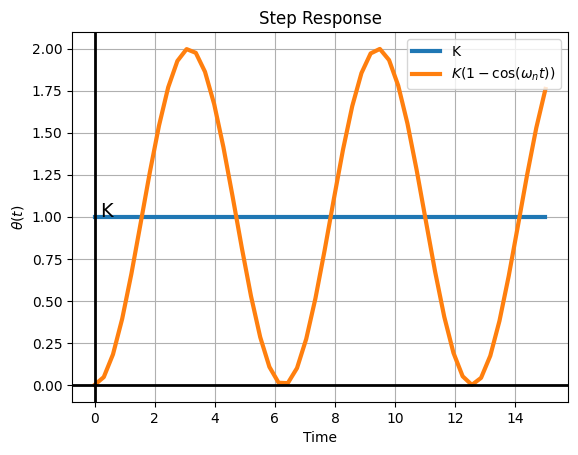 Step Response
K
K(1 − cos(ωₙt))
2.00
1.75
1.50
1.25
1.00
0.75
0.50
0.25
0.00
K
θ(t)
0 2 4 6 8 10 12 14
Time